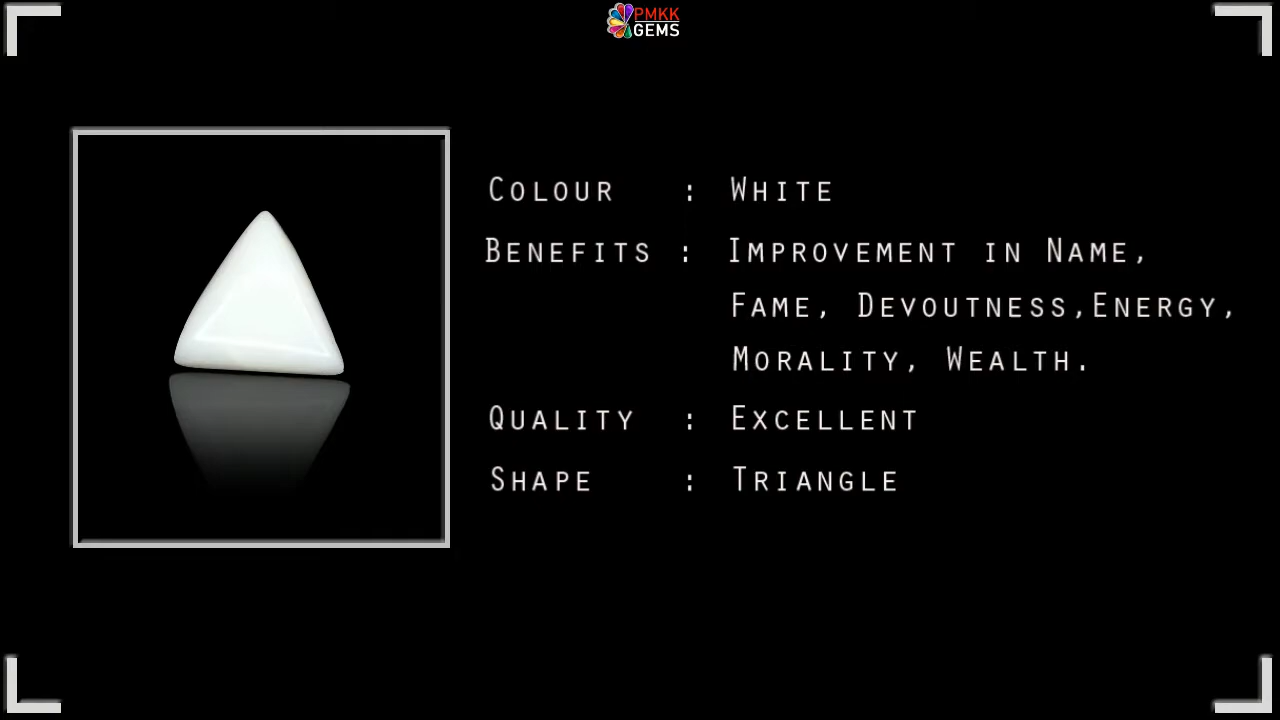 PMKK
GEMS
Colour : White
Benefits : Improvement in Name,
Fame, Devoutness,Energy,
Morality, Wealth.
Quality : Excellent
Shape : Triangle